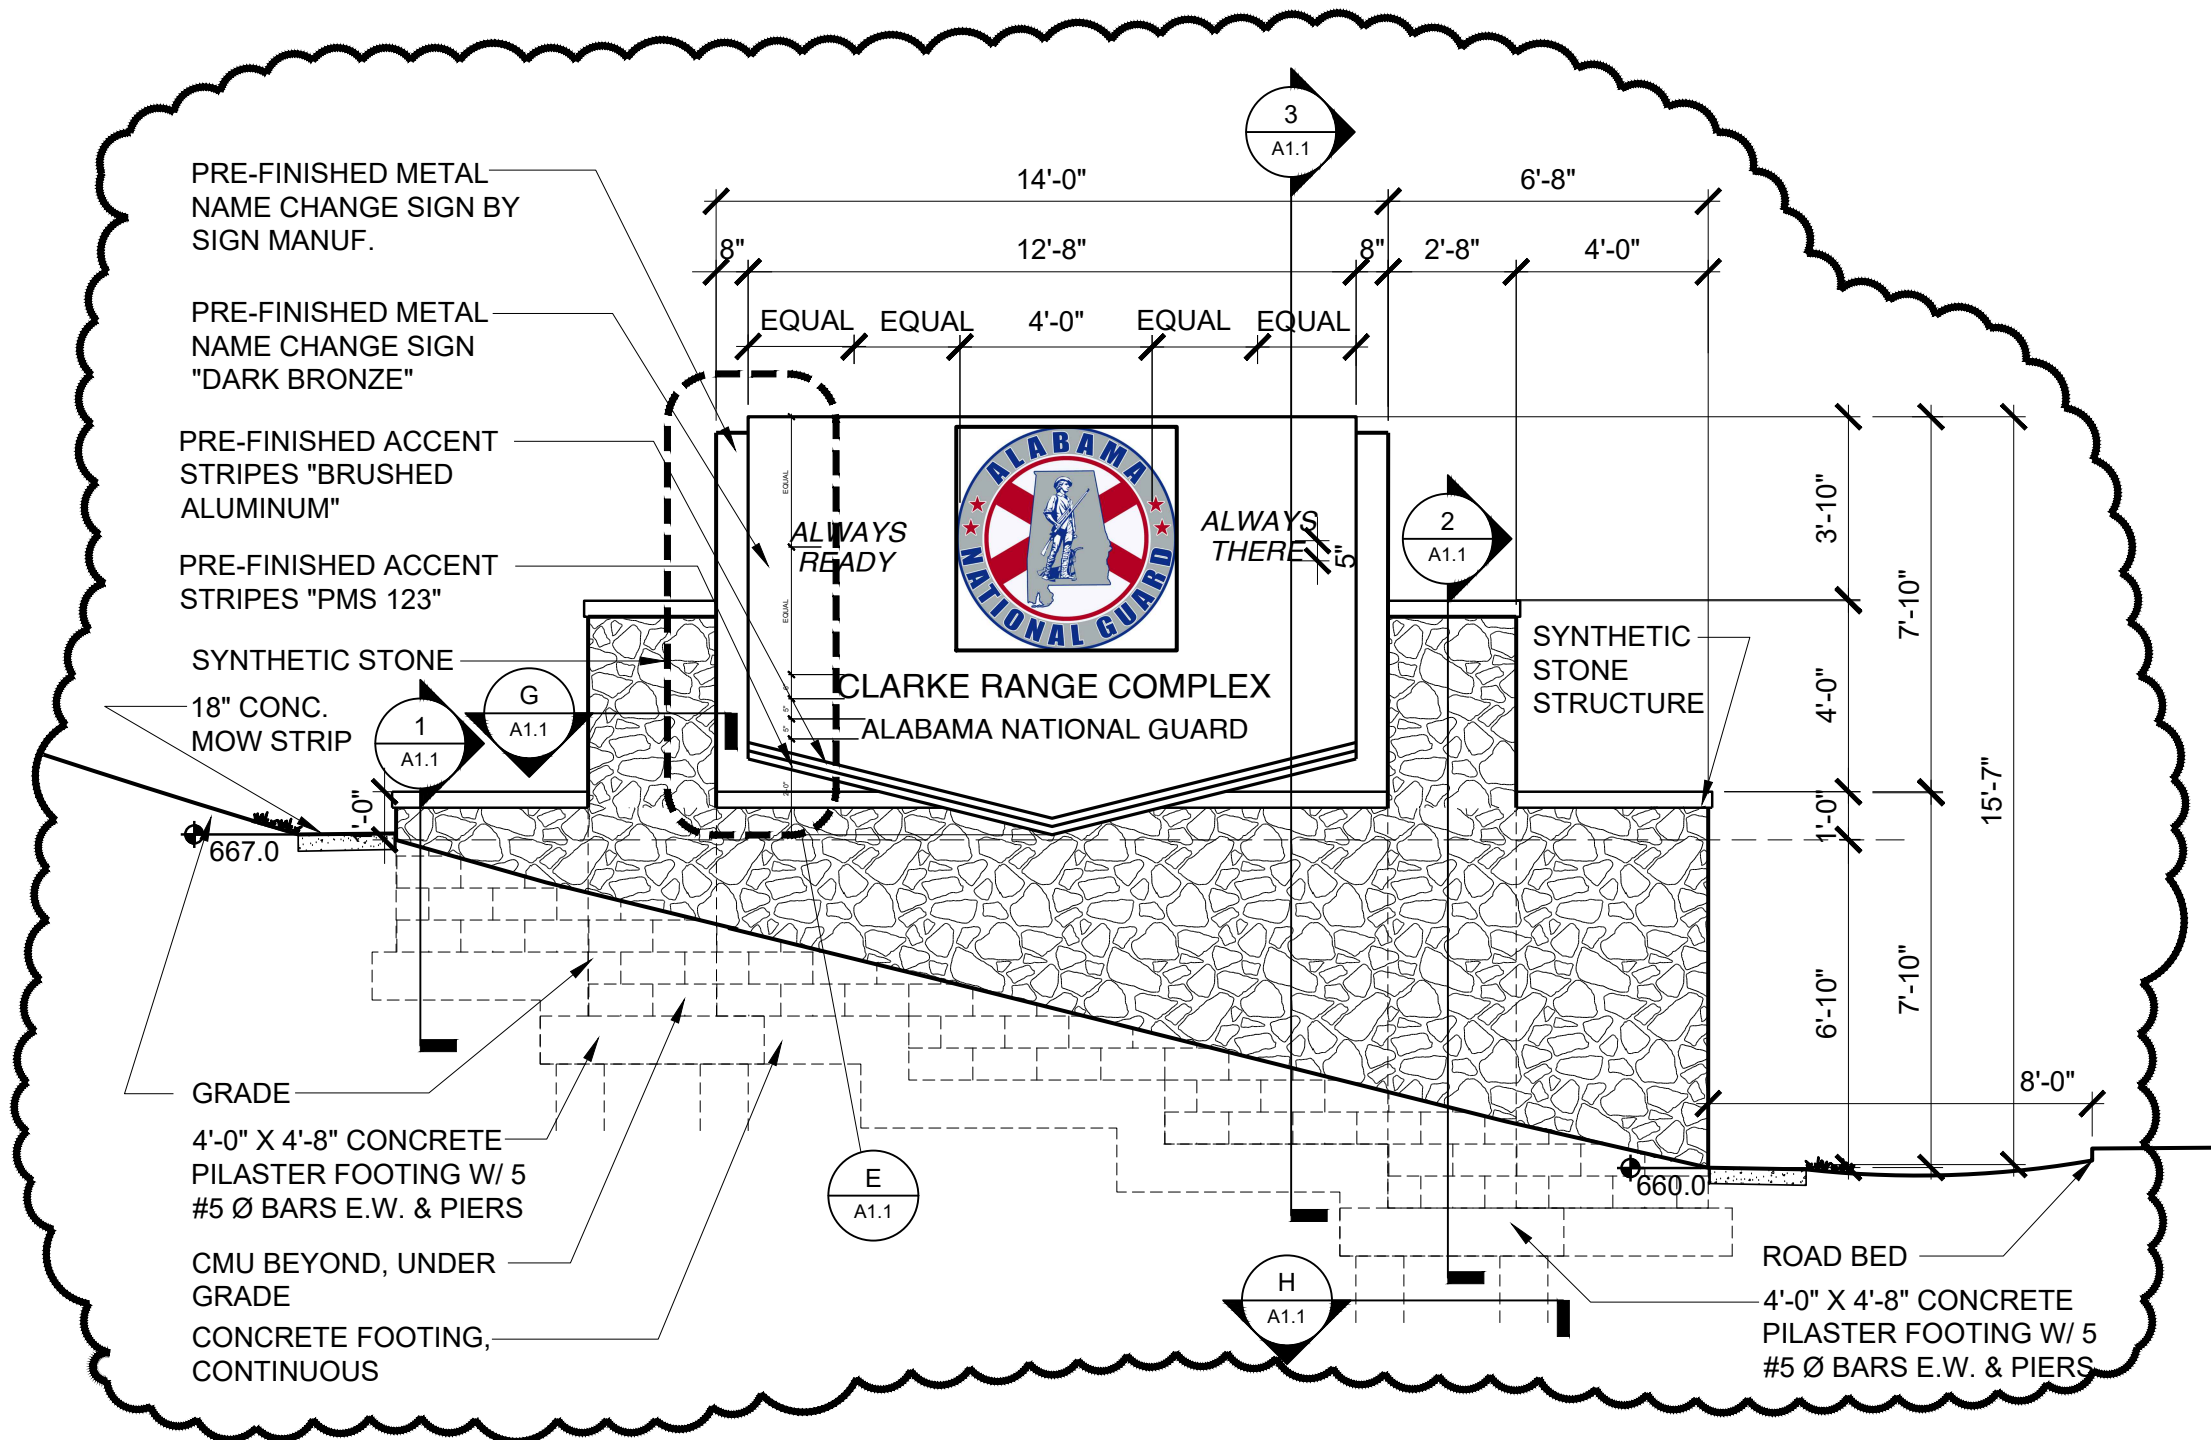 3
A1.1
14'-0"
6'-8"
8"
12'-8"
8"
2'-8"
4'-0"
EQUAL
EQUAL
4'-0"
EQUAL
EQUAL
PRE-FINISHED METAL
NAME CHANGE SIGN BY
SIGN MANUF.
PRE-FINISHED METAL
NAME CHANGE SIGN
"DARK BRONZE"
PRE-FINISHED ACCENT
STRIPES "BRUSHED
ALUMINUM"
PRE-FINISHED ACCENT
STRIPES "PMS 123"
SYNTHETIC STONE
18" CONC.
MOW STRIP
1
A1.1
G
A1.1
'-0"
667.0
EQUAL
EQUAL
5"
5"
2'-0"
ALWAYS
READY
ALABAMA
NATIONAL GUARD
ALWAYS
THERE
5"
CLARKE RANGE COMPLEX
ALABAMA NATIONAL GUARD
2
A1.1
SYNTHETIC
STONE
STRUCTURE
3'-10"
4'-0"
1'-0"
6'-10"
7'-10"
7'-10"
15'-7"
8'-0"
660.0
GRADE
4'-0" X 4'-8" CONCRETE
PILASTER FOOTING W/ 5
#5 Ø BARS E.W. & PIERS
CMU BEYOND, UNDER
GRADE
CONCRETE FOOTING,
CONTINUOUS
E
A1.1
H
A1.1
ROAD BED
4'-0" X 4'-8" CONCRETE
PILASTER FOOTING W/ 5
#5 Ø BARS E.W. & PIERS